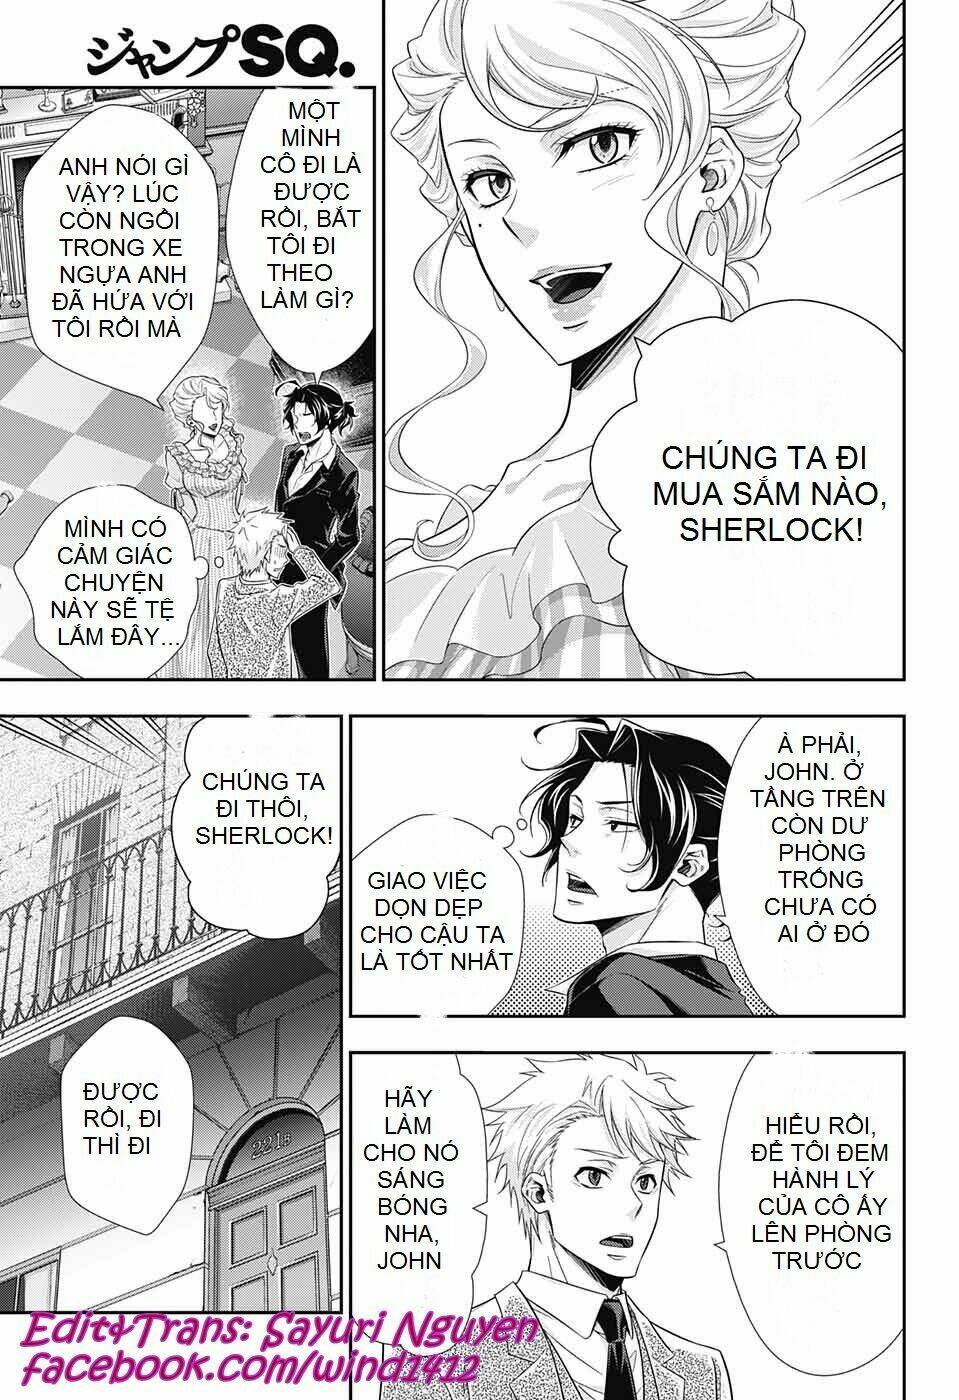 ジャンプSQ.
CHÚNG TA ĐI
MUA SẮM NÀO,
SHERLOCK!
MỘT
MÌNH
CÔ ĐI LÀ
ĐƯỢC
RỒI, BẮT
TÔI ĐI
THEO
LÀM GÌ?
ANH NÓI GÌ
VẬY? LÚC
CÒN NGỒI
TRONG XE
NGỰA ANH
ĐÃ HỨA VỚI
TÔI RỒI MÀ
MÌNH CÓ
CẢM GIÁC
CHUYỆN
NÀY SẼ TỆ
LẮM ĐÂY...
À PHẢI,
JOHN. Ở
TẦNG TRÊN
CÒN DƯ
PHÒNG
TRỐNG
CHƯA CÓ
AI Ở ĐÓ
GIAO VIỆC
DỌN DẸP
CHO CẬU TA
LÀ TỐT NHẤT
HIỂU RỒI,
ĐỂ TÔI ĐEM
HÀNH LÝ
CỦA CÔ ẤY
LÊN PHÒNG
TRƯỚC
HÃY
LÀM
CHO NÓ
SÁNG
BÓNG
NHA,
JOHN
CHÚNG TA
ĐI THÔI,
SHERLOCK!
ĐƯỢC
RỒI, ĐI
THÌ ĐI
221B
Edit&Trans: Sayuri Nguyen
facebook.com/wind1412